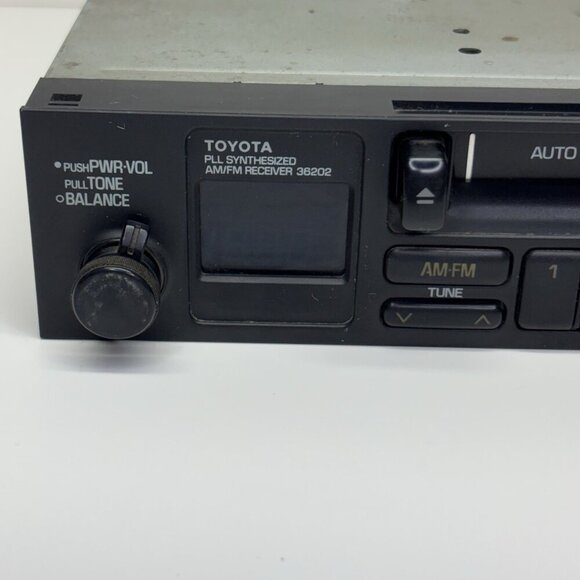 • PUSH PWR•VOL
PULL TONE
○ BALANCE
TOYOTA
PLL SYNTHESIZED
AM/FM RECEIVER 36202
AUTO
AM•FM
TUNE
1